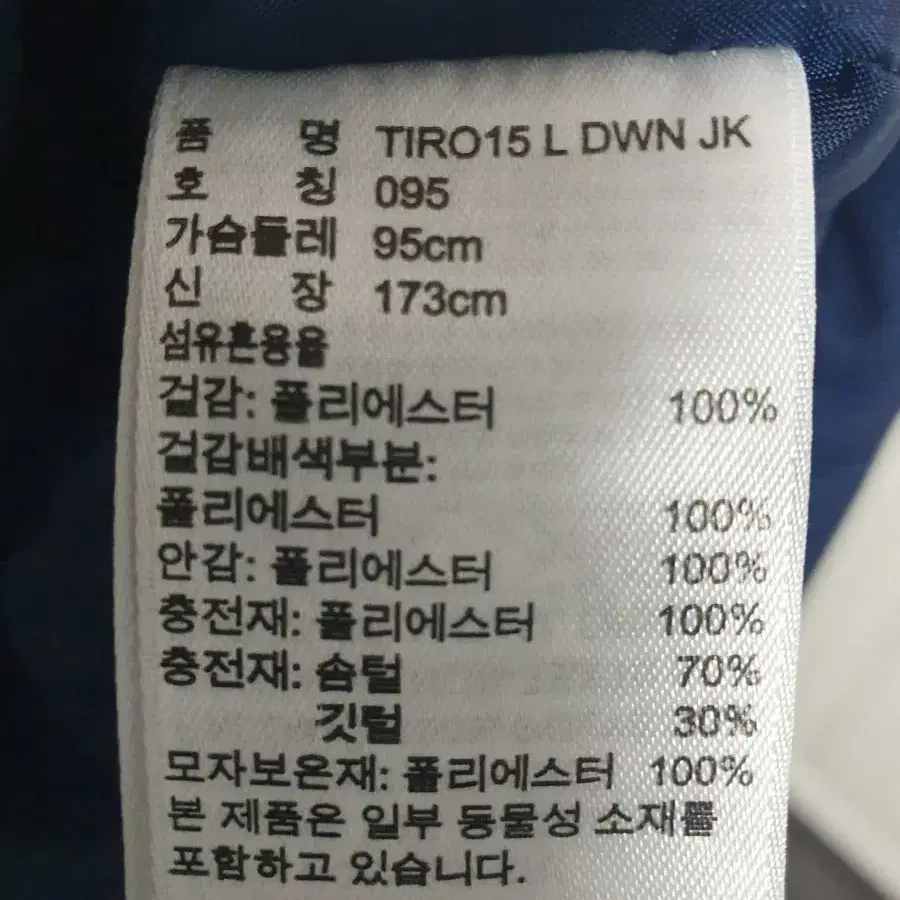 품 명 TIRO15 L DWN JK
호 칭 095
가슴둘레 95cm
신 장 173cm
섬유혼용율
겉감: 폴리에스터 100%
겉감배색부분:
폴리에스터 100%
안감: 폴리에스터 100%
충전재: 폴리에스터 100%
충전재: 솜털 70%
깃털 30%
모자보온재: 폴리에스터 100%
본 제품은 일부 동물성 소재를
포함하고 있습니다.